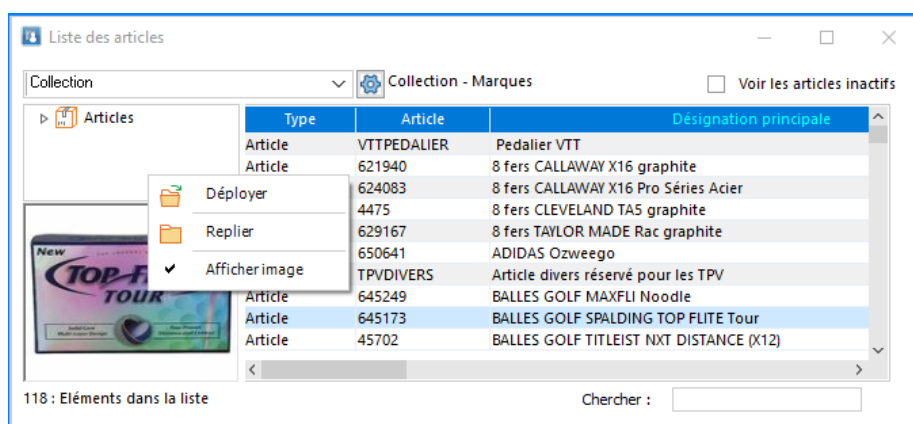 Liste des articles
Collection
Collection - Marques
Voir les articles inactifs
Articles
Type Article Désignation principale
Article VTTPEDALIER Pedalier VTT
Article 621940 8 fers CALLAWAY X16 graphite
624083 8 fers CALLAWAY X16 Pro Séries Acier
4475 8 fers CLEVELAND TA5 graphite
629167 8 fers TAYLOR MADE Rac graphite
650641 ADIDAS Ozweego
TPVDIVERS Article divers réservé pour les TPV
Article 645249 BALLES GOLF MAXFLI Noodle
Article 645173 BALLES GOLF SPALDING TOP FLITE Tour
Article 45702 BALLES GOLF TITLEIST NXT DISTANCE (X12)
Déployer
Replier
Afficher image
New
TOP-F
TOUR
118 : Eléments dans la liste
Chercher :